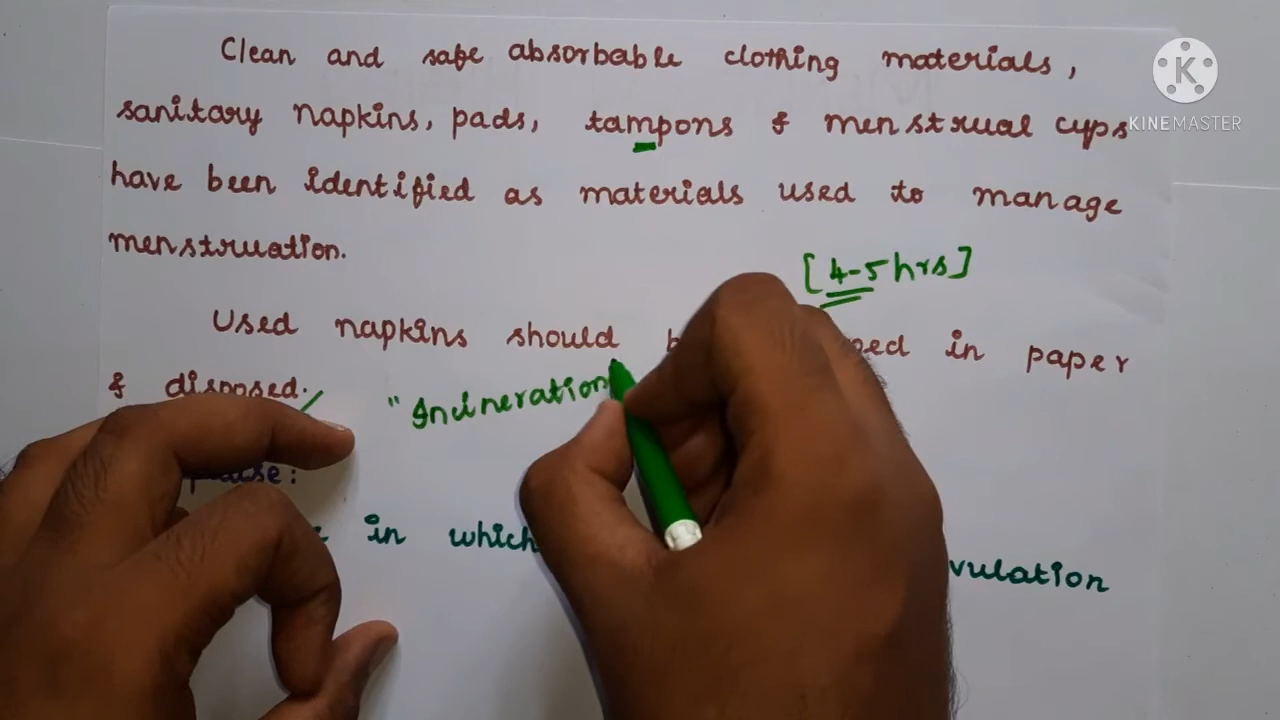 Clean and safe absorbable clothing materials,
sanitary napkins, pads, tampons & menstrual cups
KINEMASTER
have been identified as materials used to manage
menstruation.
[4-5 hrs]
Used napkins should in paper
& disposed.
"Incineration
in which